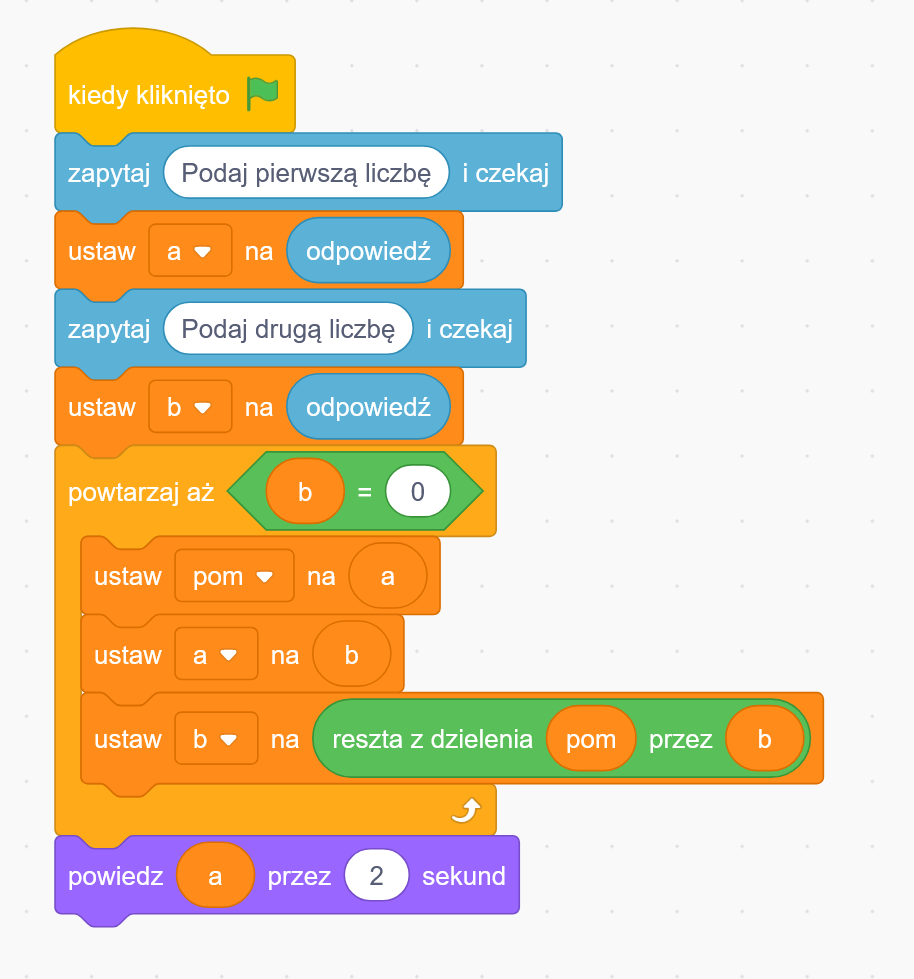 kiedy kliknięto
zapytaj Podaj pierwszą liczbę i czekaj
ustaw a na odpowiedź
zapytaj Podaj drugą liczbę i czekaj
ustaw b na odpowiedź
powtarzaj aż b = 0
ustaw pom na a
ustaw a na b
ustaw b na reszta z dzielenia pom przez b
powiedz a przez 2 sekund